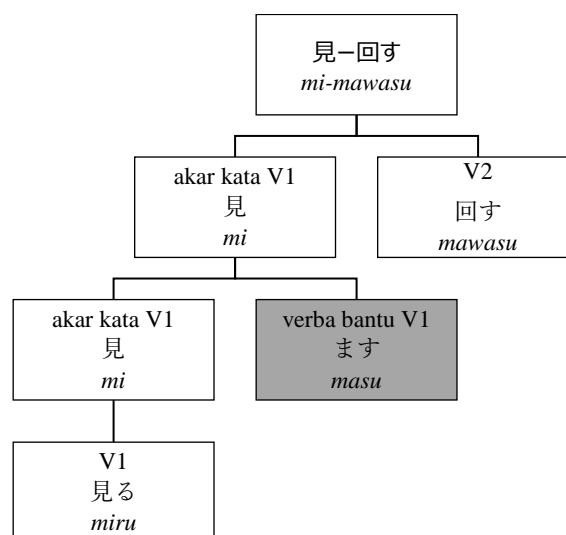 見ー回す
mi-mawasu
akar kata V1
見
mi
V2
回す
mawasu
akar kata V1
見
mi
verba bantu V1
ます
masu
V1
見る
miru